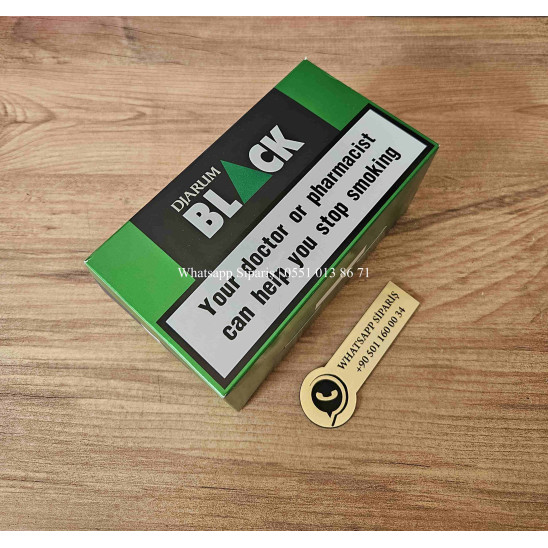 DJARUM
BLACK
Your doctor or pharmacist
can help you stop smoking
Whatsapp Sipariş 0551 013 86 71
WHATSAPP SİPARİŞ
+90 501 160 00 34